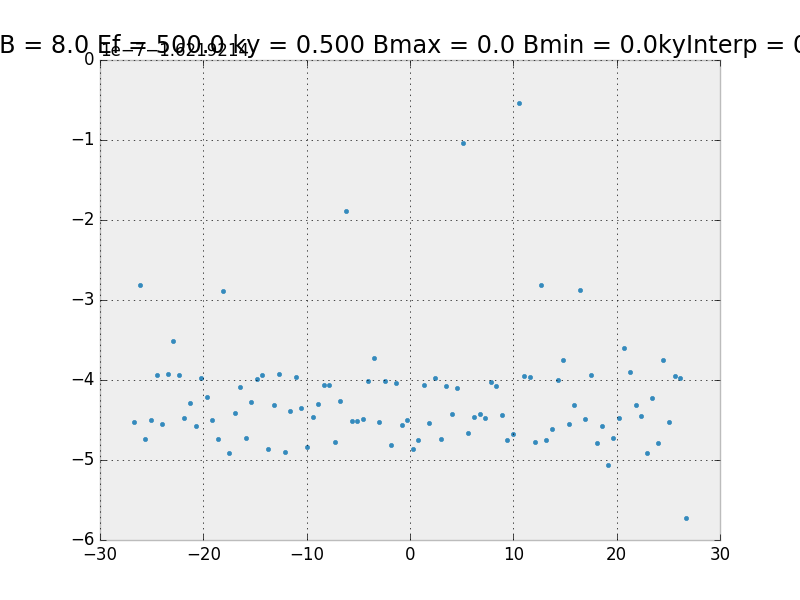 B = 8.0 Ef = 500.0 ky = 0.500 Bmax = 0.0 Bmin = 0.0kyInterp = 0
1e−7−1.6219214
0
−1
−2
−3
−4
−5
−6
−30 −20 −10 0 10 20 30